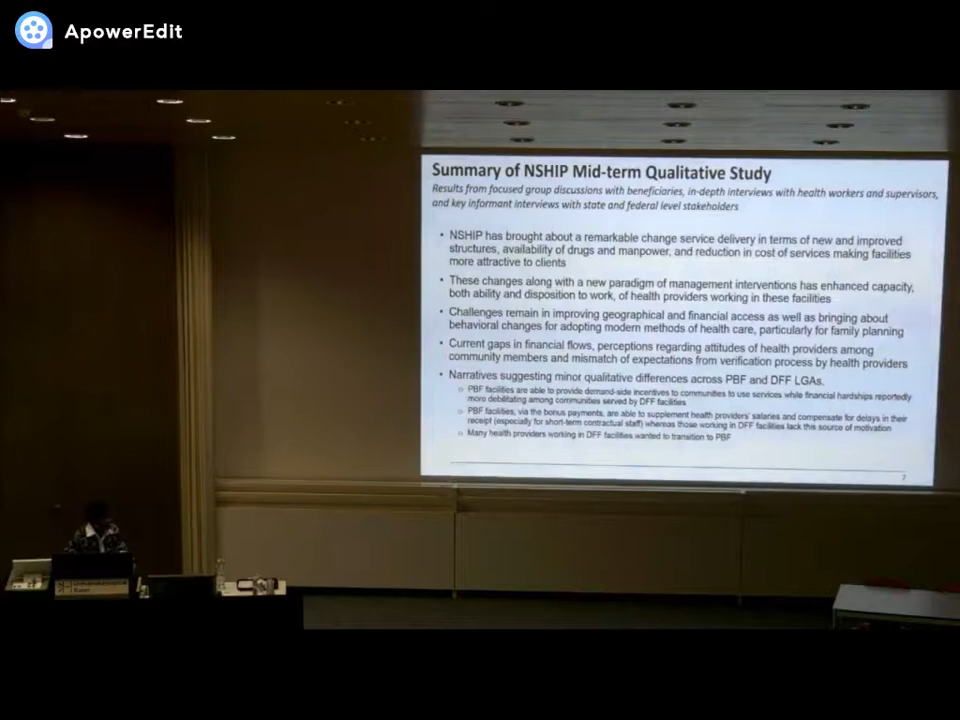 ApowerEdit
Summary of NSHIP Mid-term Qualitative Study
Results from focused group discussions with beneficiaries, in-depth interviews with health workers and supervisors,
and key informant interviews with state and federal level stakeholders
• NSHIP has brought about a remarkable change service delivery in terms of new and improved
structures, availability of drugs and manpower, and reduction in cost of services making facilities
more attractive to clients
• These changes along with a new paradigm of management interventions has enhanced capacity,
both ability and disposition to work, of health providers working in these facilities
• Challenges remain in improving geographical and financial access as well as bringing about
behavioral changes for adopting modern methods of health care, particularly for family planning
• Current gaps in financial flows, perceptions regarding attitudes of health providers among
community members and mismatch of expectations from verification process by health providers
• Narratives suggesting minor qualitative differences across PBF and DFF LGAs.
○ PBF facilities are able to provide demand-side incentives to communities to use services while financial hardships reportedly
more debilitating among communities served by DFF facilities
○ PBF facilities, via the bonus payments, are able to supplement health providers' salaries and compensate for delays in their
receipt (especially for short-term contractual staff) whereas those working in DFF facilities lack this source of motivation
○ Many health providers working in DFF facilities wanted to transition to PBF
7